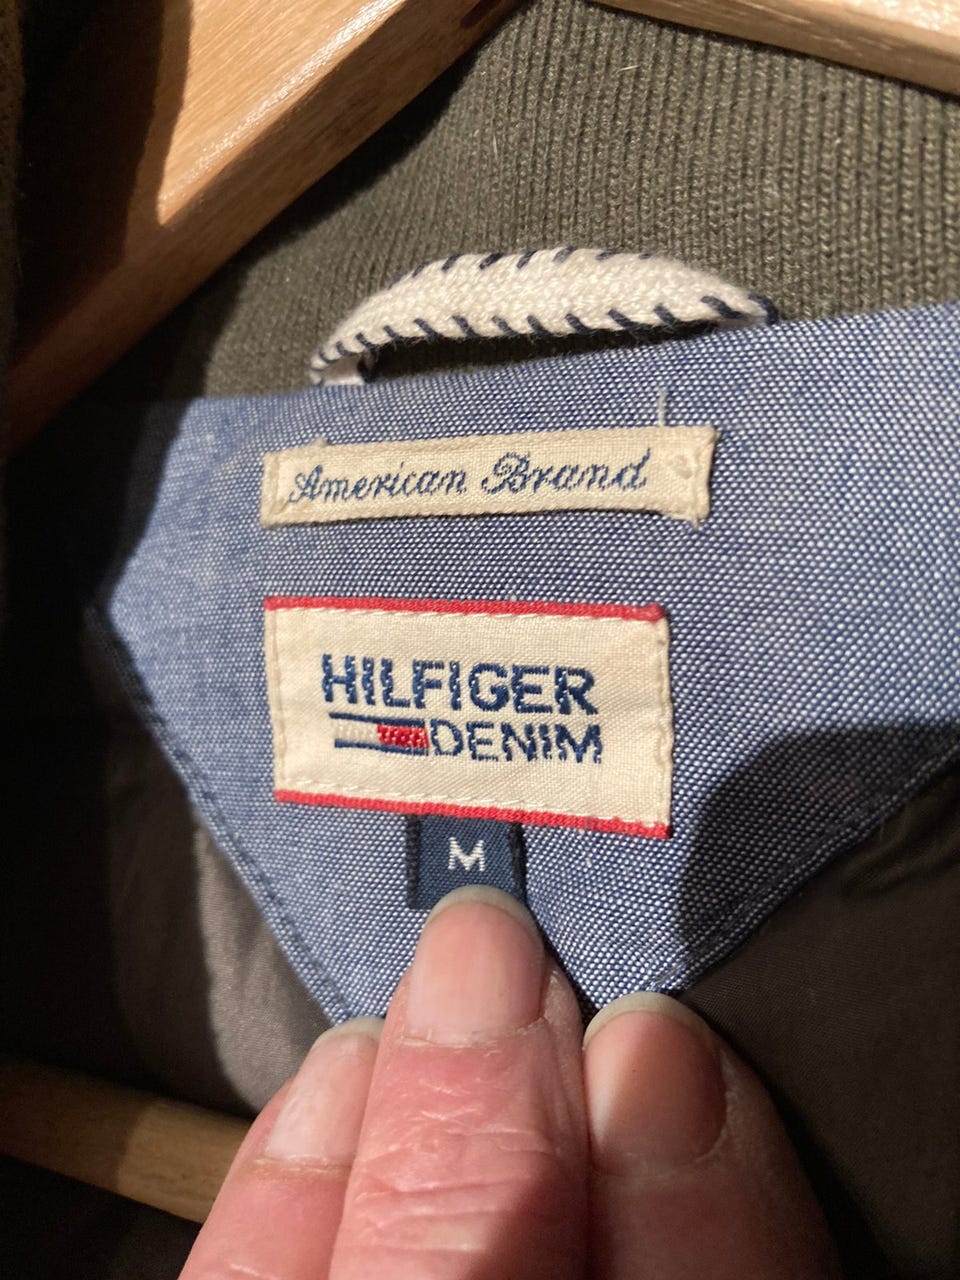 American Brand
HILFIGER
DENIM
M